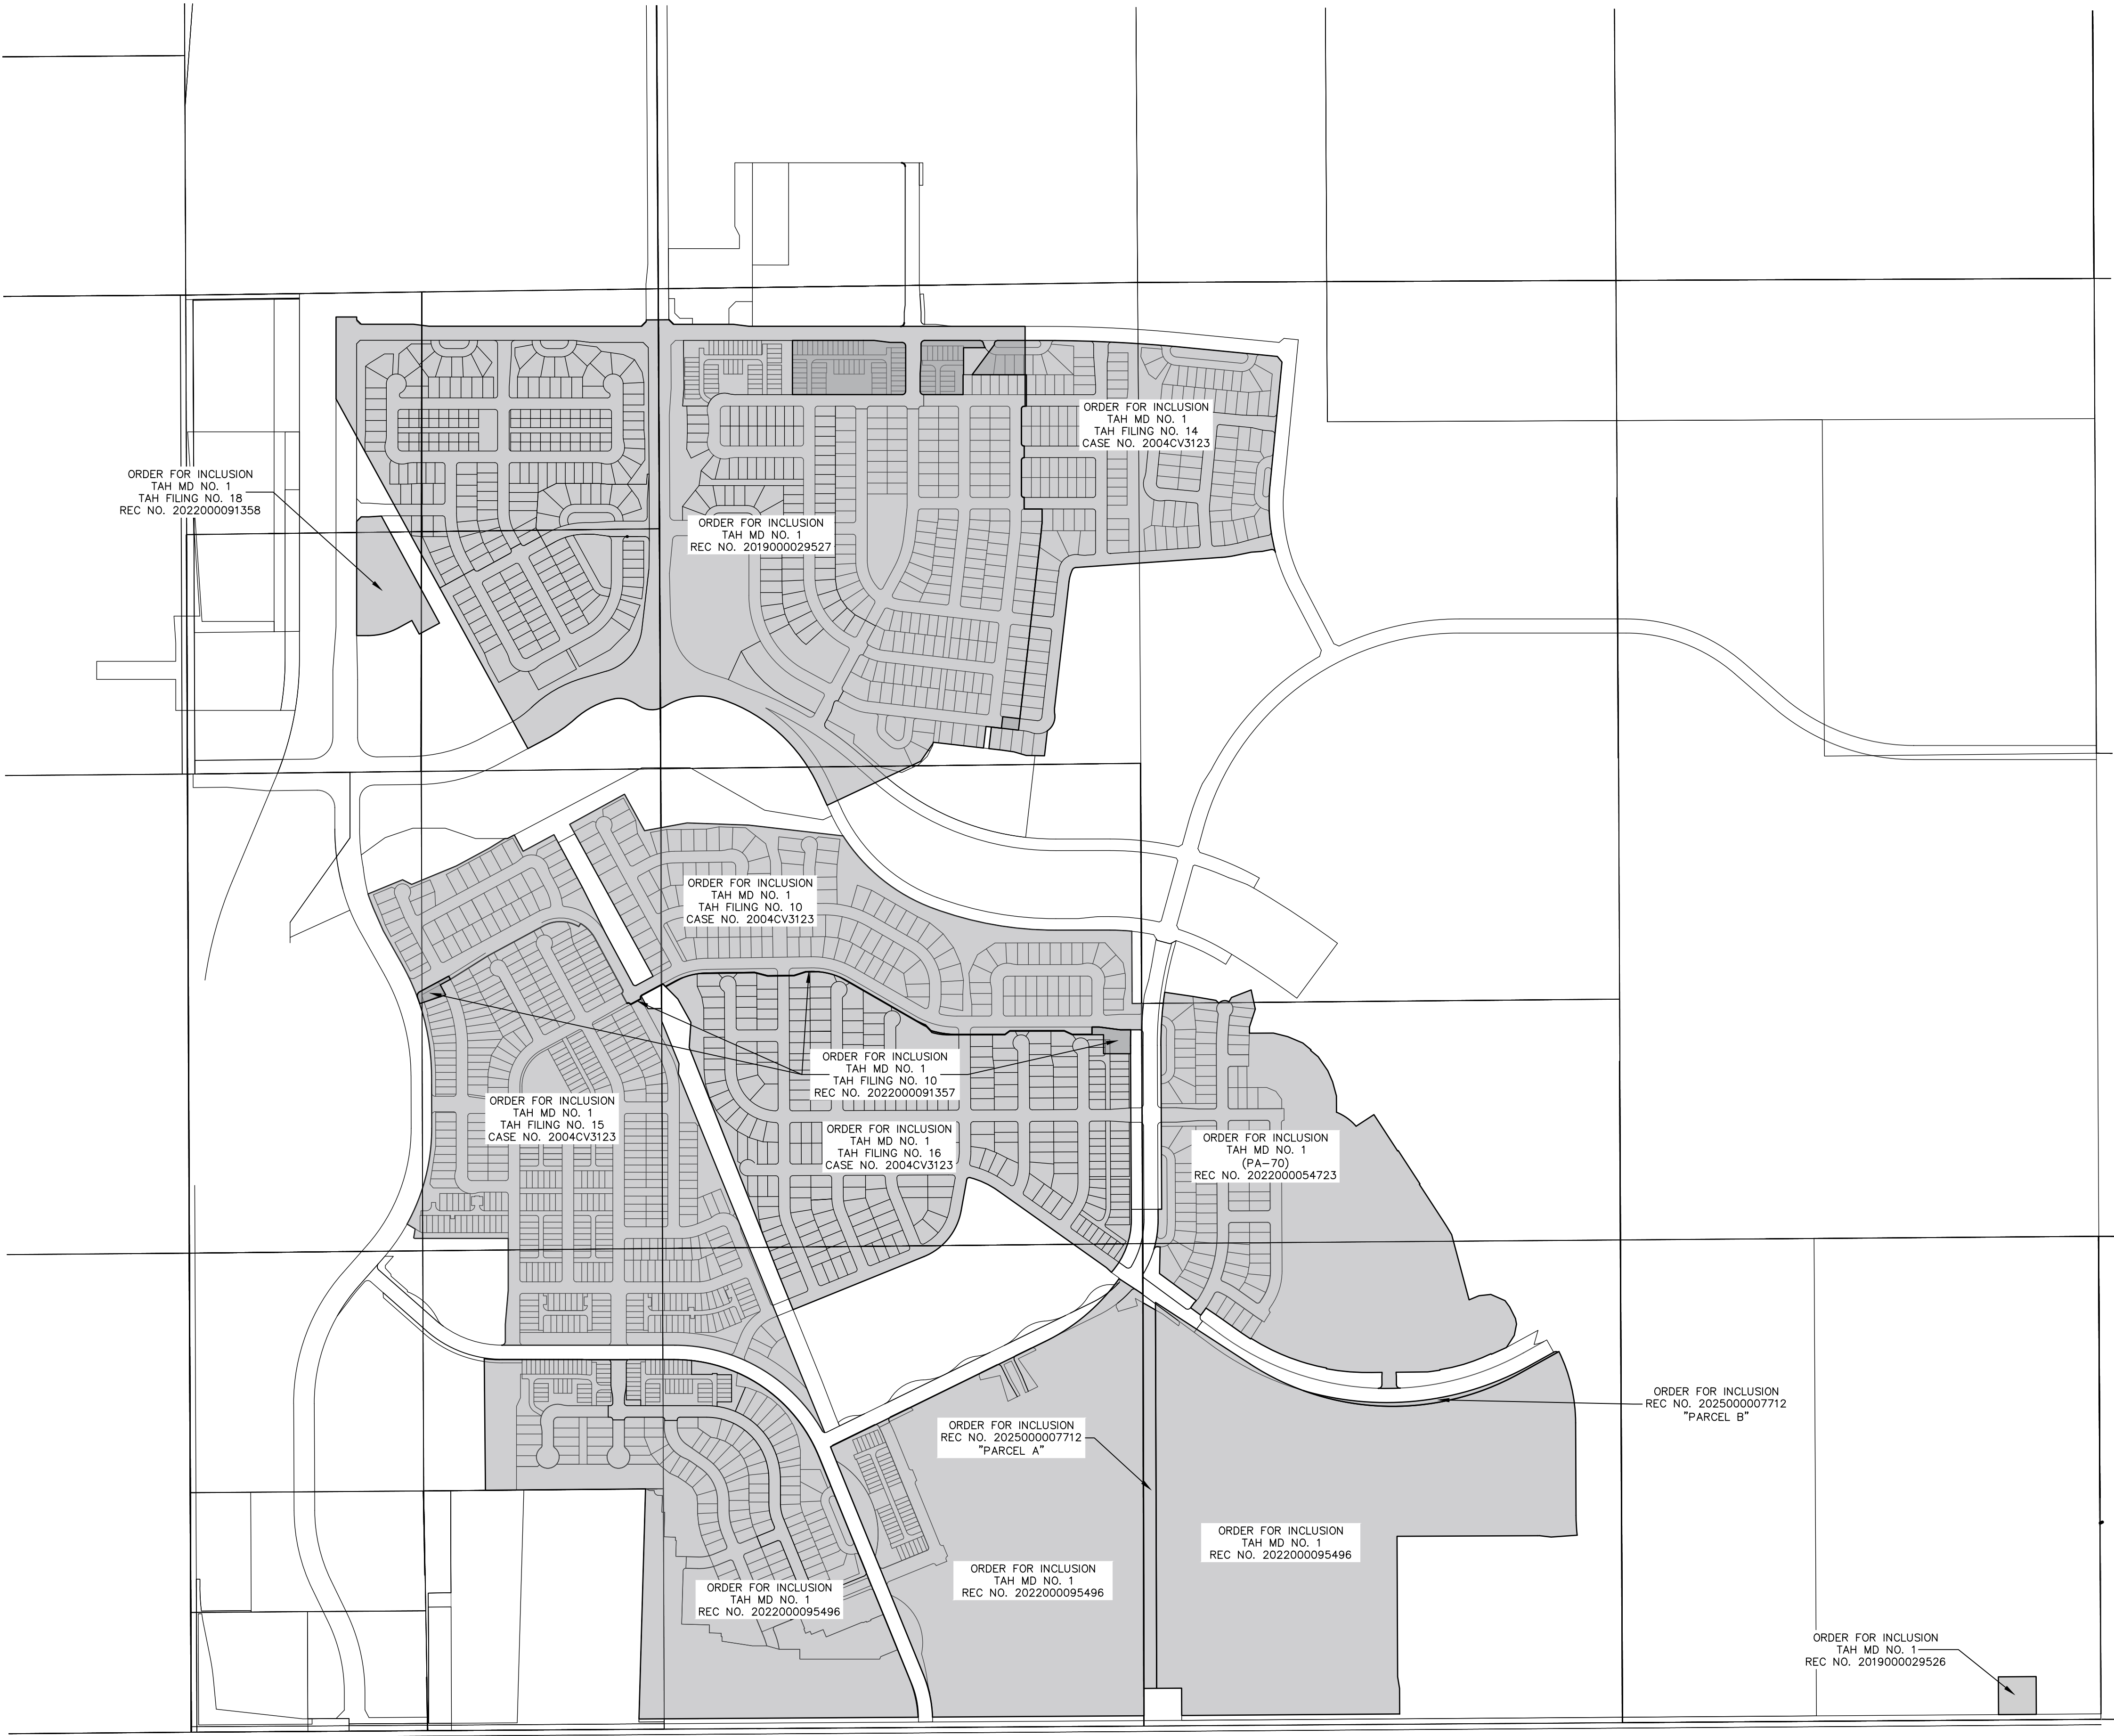 ORDER FOR INCLUSION
TAH MD NO. 1
TAH FILING NO. 14
CASE NO. 2004CV3123
ORDER FOR INCLUSION
TAH MD NO. 1
TAH FILING NO. 18
REC NO. 2022000091358
ORDER FOR INCLUSION
TAH MD NO. 1
REC NO. 2019000029527
ORDER FOR INCLUSION
TAH MD NO. 1
TAH FILING NO. 10
CASE NO. 2004CV3123
ORDER FOR INCLUSION
TAH MD NO. 1
TAH FILING NO. 10
REC NO. 2022000091357
ORDER FOR INCLUSION
TAH MD NO. 1
TAH FILING NO. 15
CASE NO. 2004CV3123
ORDER FOR INCLUSION
TAH MD NO. 1
TAH FILING NO. 16
CASE NO. 2004CV3123
ORDER FOR INCLUSION
TAH MD NO. 1
(PA-70)
REC NO. 2022000054723
ORDER FOR INCLUSION
REC NO. 2025000007712
"PARCEL B"
ORDER FOR INCLUSION
REC NO. 2025000007712
"PARCEL A"
ORDER FOR INCLUSION
TAH MD NO. 1
REC NO. 2022000095496
ORDER FOR INCLUSION
TAH MD NO. 1
REC NO. 2022000095496
ORDER FOR INCLUSION
TAH MD NO. 1
REC NO. 2022000095496
ORDER FOR INCLUSION
TAH MD NO. 1
REC NO. 2019000029526